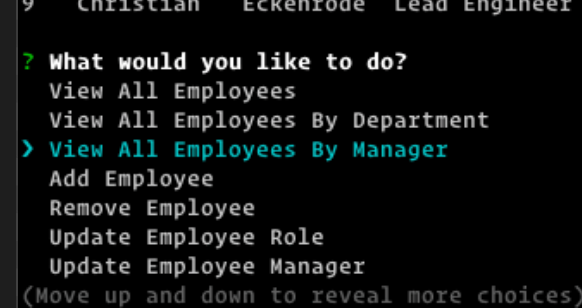 9 Christian Eckenrode Lead Engineer
? What would you like to do?
View All Employees
View All Employees By Department
❯ View All Employees By Manager
Add Employee
Remove Employee
Update Employee Role
Update Employee Manager
(Move up and down to reveal more choices)